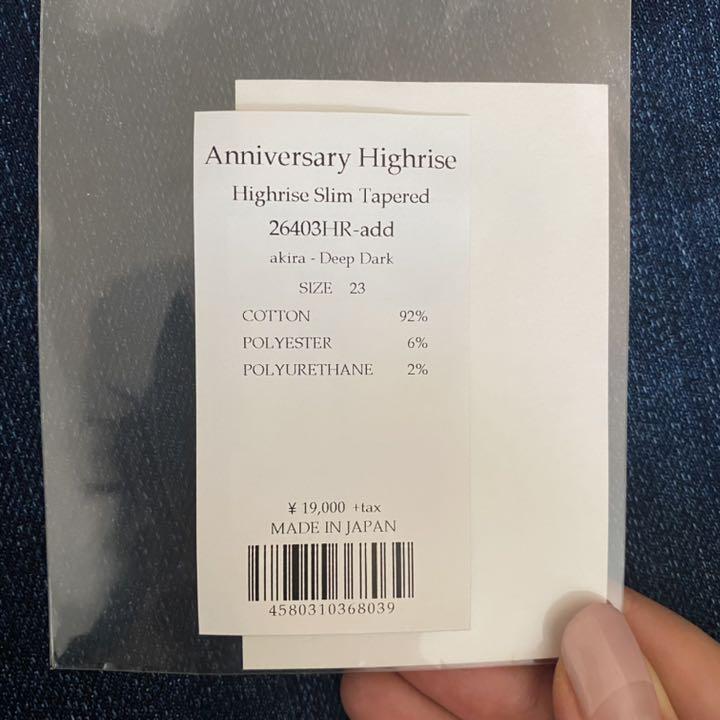 Anniversary Highrise
Highrise Slim Tapered
26403HR-add
akira - Deep Dark
SIZE 23
COTTON 92%
POLYESTER 6%
POLYURETHANE 2%
¥ 19,000 +tax
MADE IN JAPAN
4580310368039